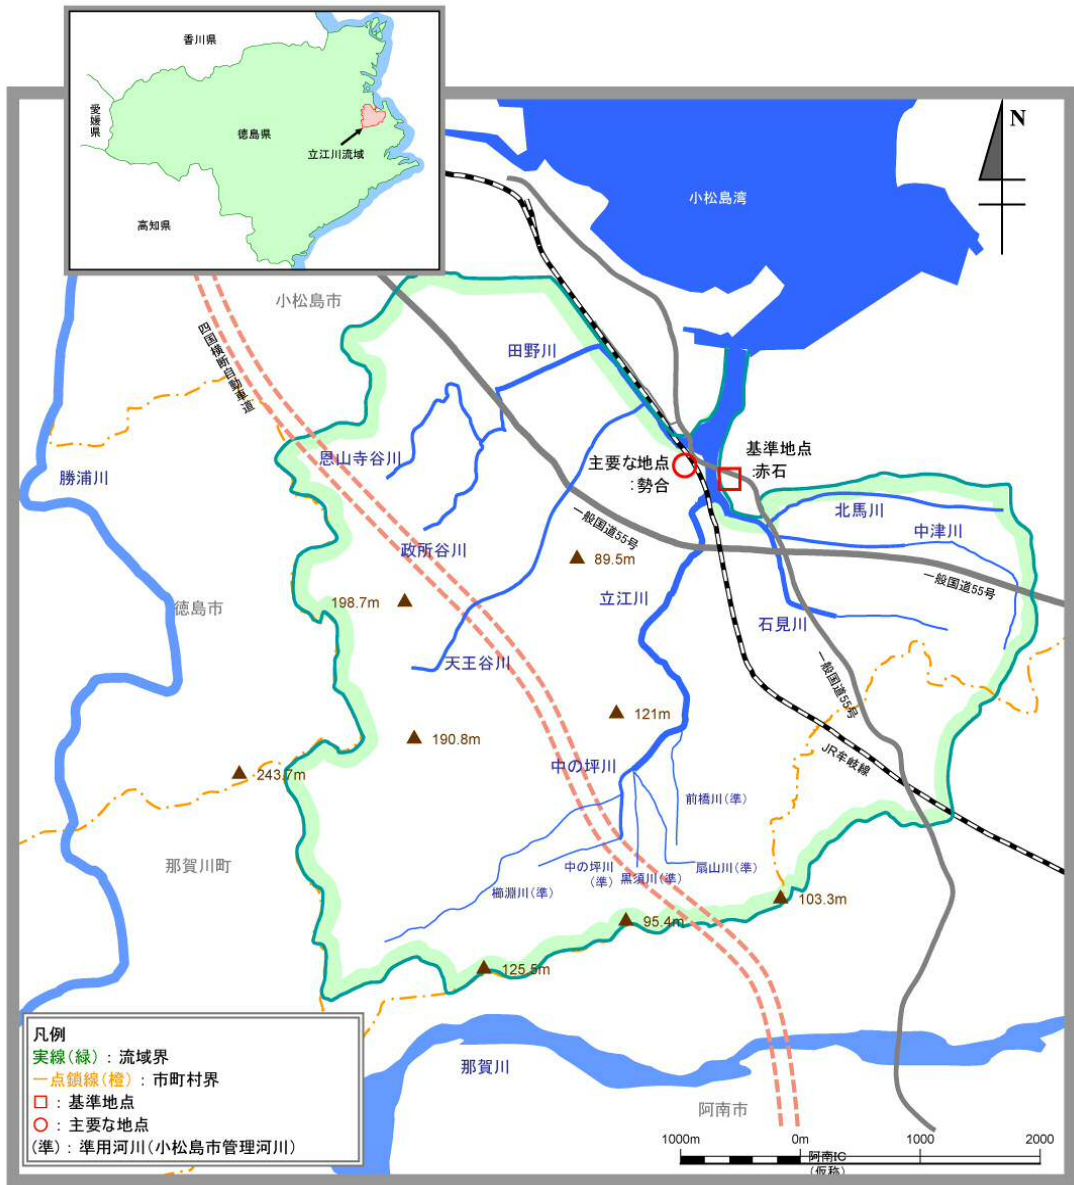 香川県
愛媛県
徳島県
立江川流域
高知県
N
小松島湾
小松島市
四国横断自動車道
田野川
恩山寺谷川
勝浦川
主要な地点
:勢合
基準地点
:赤石
北馬川
中津川
一般国道55号
政所谷川
89.5m
一般国道55号
198.7m
立江川
徳島市
石見川
天王谷川
一般国道55号
121m
190.8m
JR牟岐線
中の坪川
243.7m
前橋川(準)
那賀川町
中の坪川
(準)
黒須川(準)
扇山川(準)
櫛淵川(準)
103.3m
95.4m
125.5m
凡例
実線(緑):流域界
一点鎖線(橙):市町村界
□:基準地点
○:主要な地点
(準):準用河川(小松島市管理河川)
那賀川
阿南市
1000m 0m 1000 2000
阿南IC
(仮称)